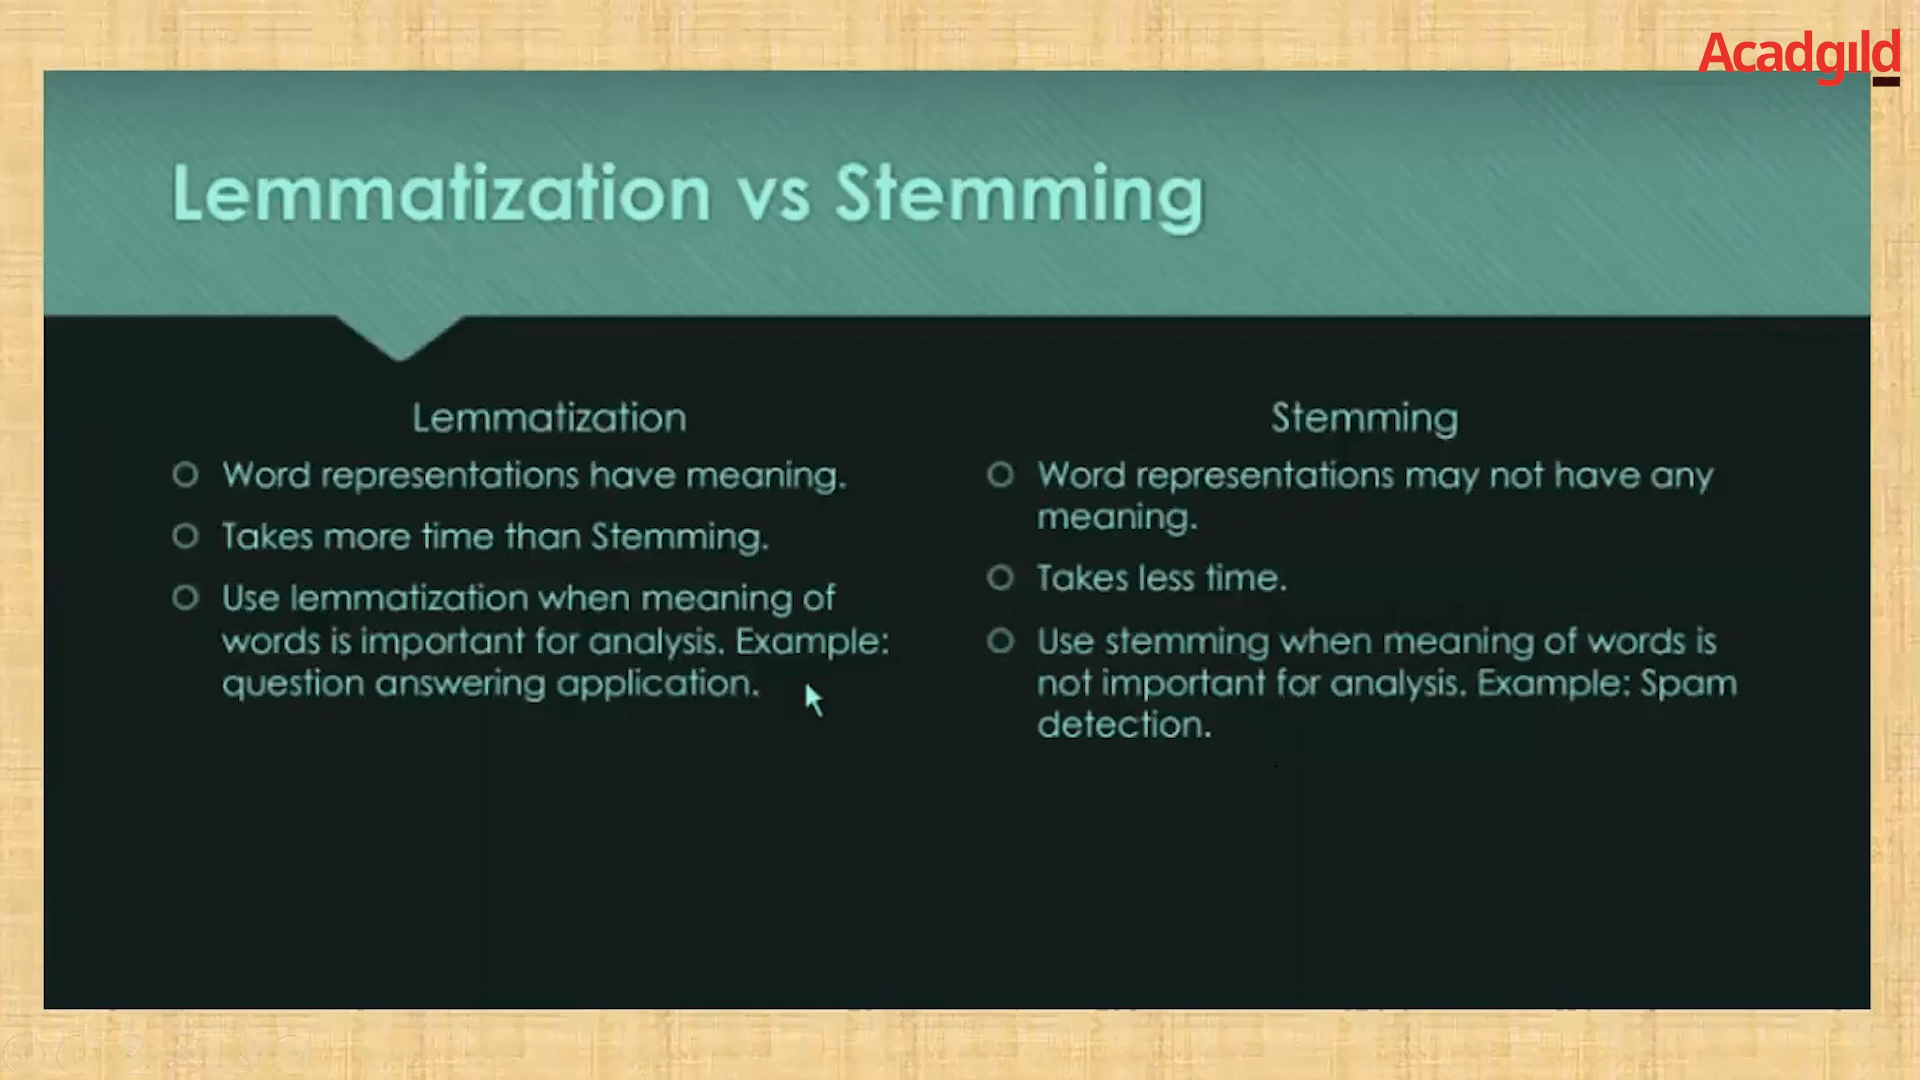 Acadgild
Lemmatization vs Stemming
Lemmatization
Word representations have meaning.
Takes more time than Stemming.
Use lemmatization when meaning of
words is important for analysis. Example:
question answering application.
Stemming
Word representations may not have any
meaning.
Takes less time.
Use stemming when meaning of words is
not important for analysis. Example: Spam
detection.